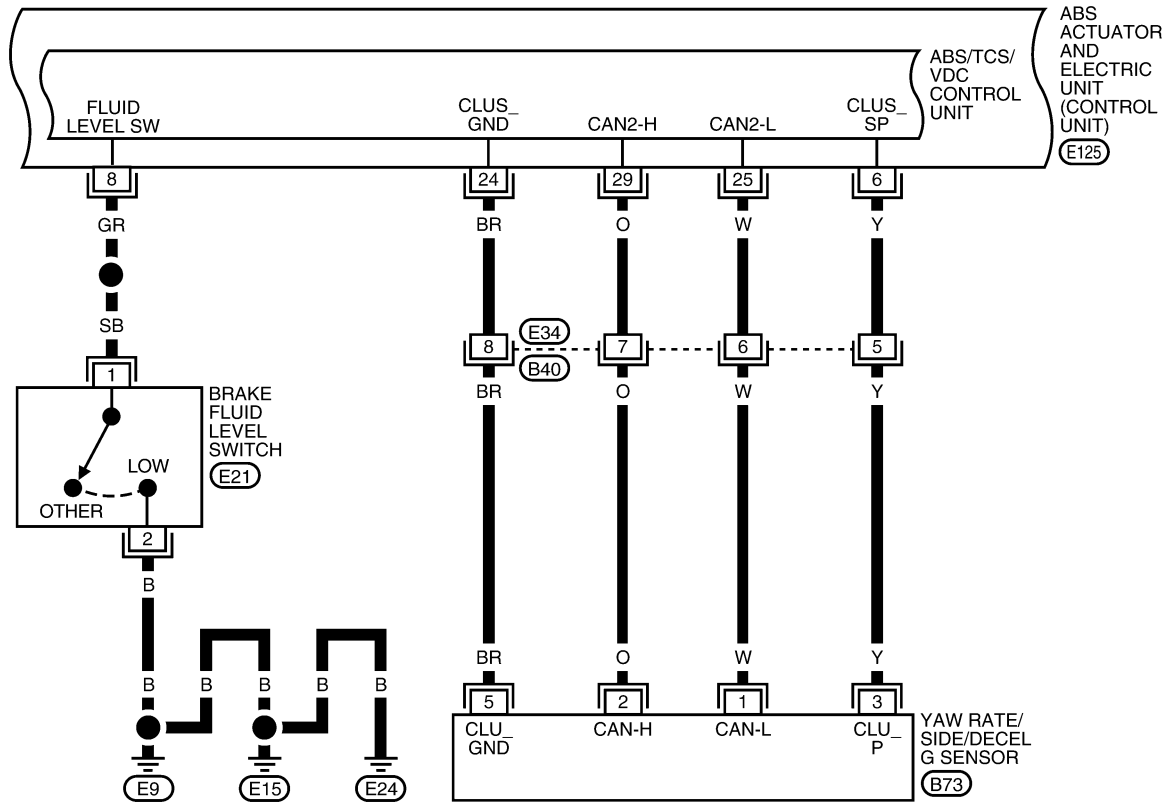 ABS
ACTUATOR
AND
ELECTRIC
UNIT
(CONTROL
UNIT)
E125
ABS/TCS/
VDC
CONTROL
UNIT
FLUID
LEVEL SW
CLUS_
GND
CAN2-H
CAN2-L
CLUS_
SP
8 24 29 25 6
GR BR O W Y
SB
E34
8 7 6 5
B40
BR O W Y
1
BRAKE
FLUID
LEVEL
SWITCH
E21
LOW
OTHER
2
B
BR O W Y
B B B B B
5 2 1 3
CLU_
GND
CAN-H
CAN-L
CLU_
P
YAW RATE/
SIDE/DECEL
G SENSOR
B73
E9 E15 E24